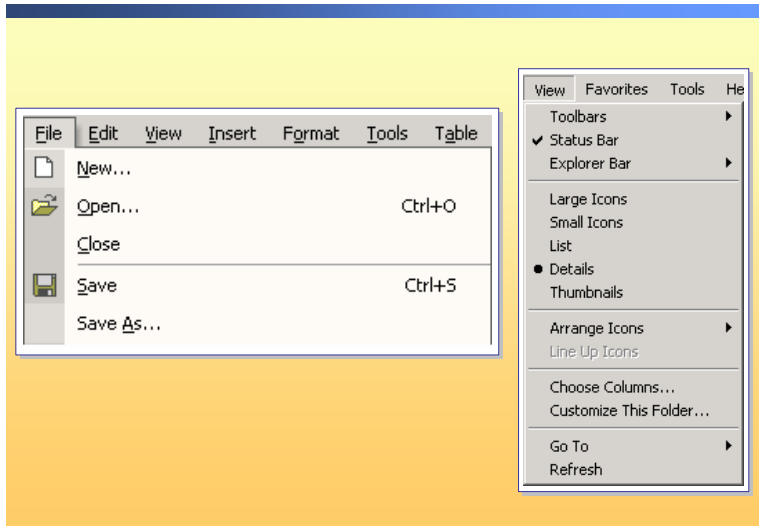 File Edit View Insert Format Tools Table
New...
Open... Ctrl+O
Close
Save Ctrl+S
Save As...
View Favorites Tools He
Toolbars
Status Bar
Explorer Bar
Large Icons
Small Icons
List
Details
Thumbnails
Arrange Icons
Line Up Icons
Choose Columns...
Customize This Folder...
Go To
Refresh